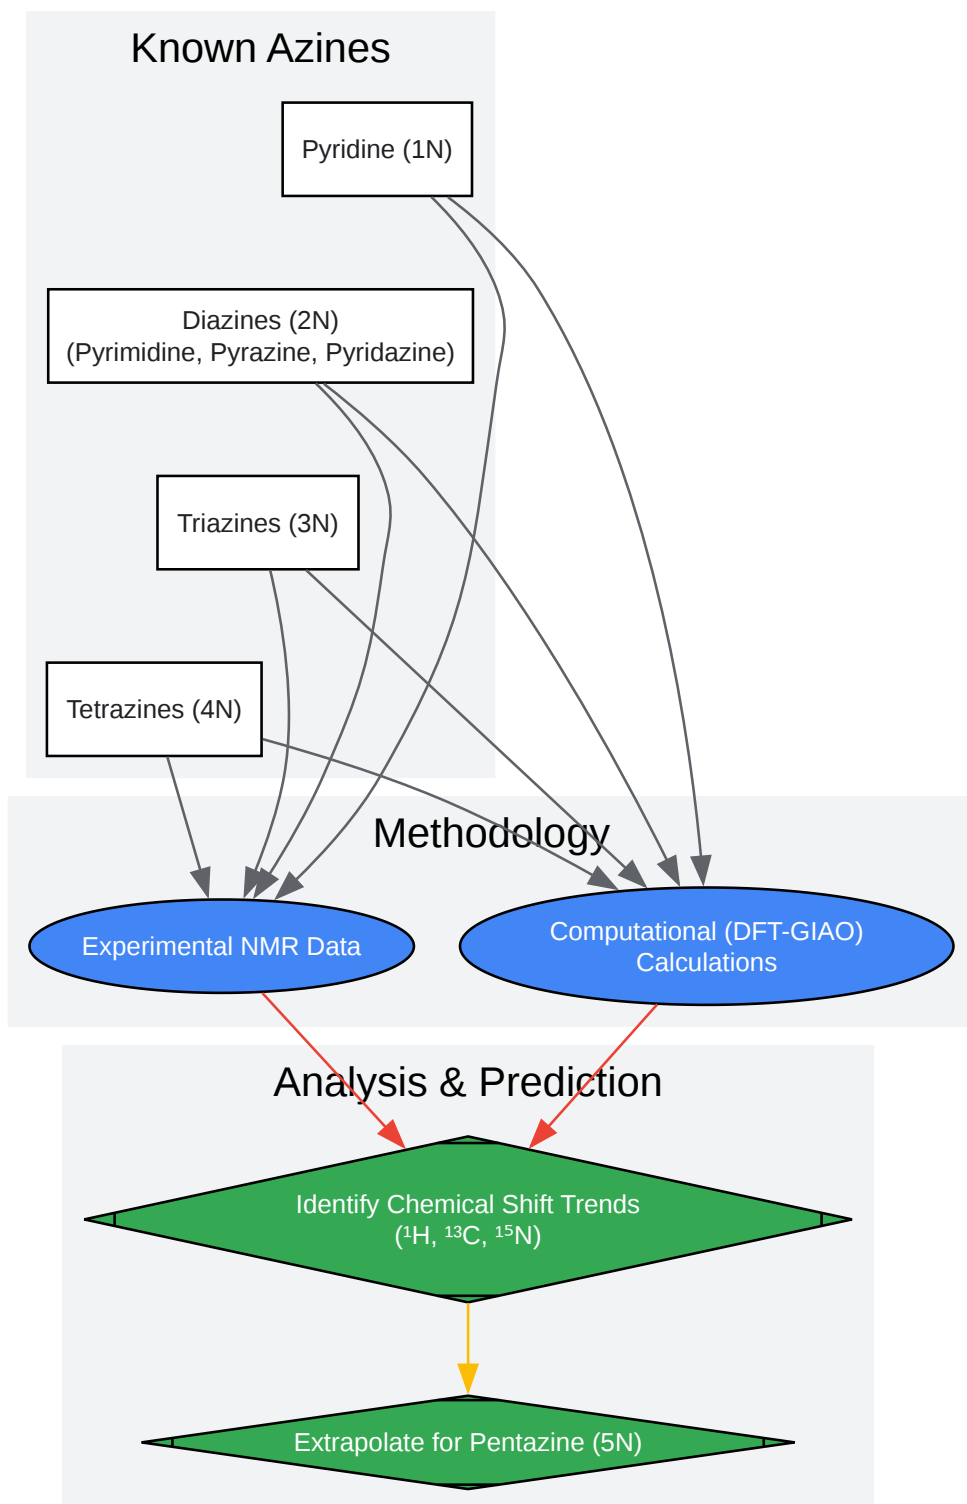 Known Azines
Pyridine (1N)
Diazines (2N)
(Pyrimidine, Pyrazine, Pyridazine)
Triazines (3N)
Tetrazines (4N)
Methodology
Experimental NMR Data
Computational (DFT-GIAO)
Calculations
Analysis & Prediction
Identify Chemical Shift Trends
(¹H, ¹³C, ¹⁵N)
Extrapolate for Pentazine (5N)